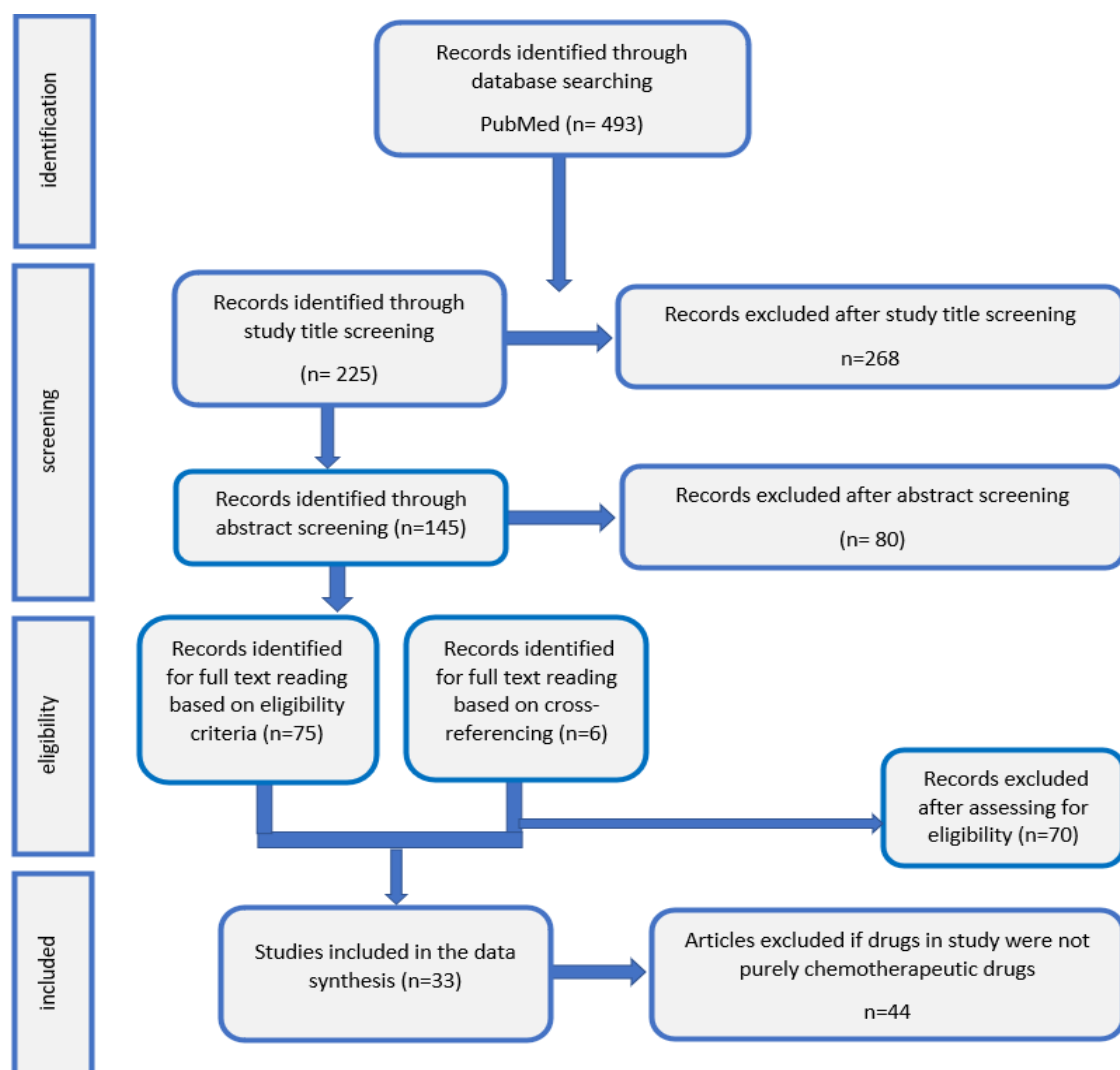 identification
Records identified through
database searching
PubMed (n= 493)
screening
Records identified through
study title screening
(n= 225)
Records excluded after study title screening
n=268
Records identified through
abstract screening (n=145)
Records excluded after abstract screening
(n= 80)
eligibility
Records identified
for full text reading
based on eligibility
criteria (n=75)
Records identified
for full text reading
based on cross-
referencing (n=6)
Records excluded
after assessing for
eligibility (n=70)
included
Studies included in the data
synthesis (n=33)
Articles excluded if drugs in study were not
purely chemotherapeutic drugs
n=44